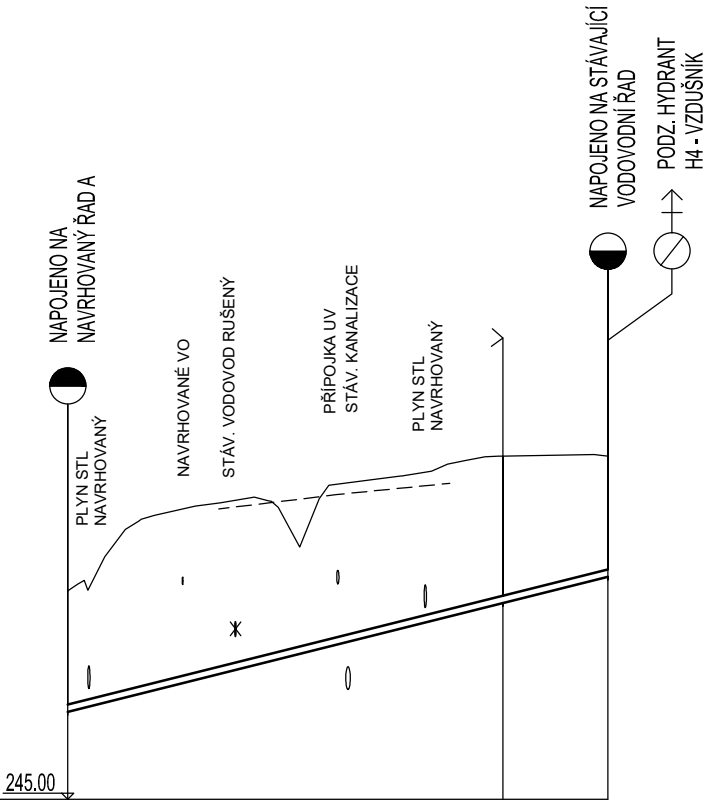 NAPOJENO NA
NAVRHOVANÝ ŘAD A
PLYN STL
NAVRHOVANÝ
NAVRHOVANÉ VO
STÁV. VODOVOD RUŠENÝ
PŘÍPOJKA UV
STÁV. KANALIZACE
PLYN STL
NAVRHOVANÝ
NAPOJENO NA STÁVAJÍCÍ
VODOVODNÍ ŘAD
PODZ. HYDRANT
H4 - VZDUŠNÍK
245.00